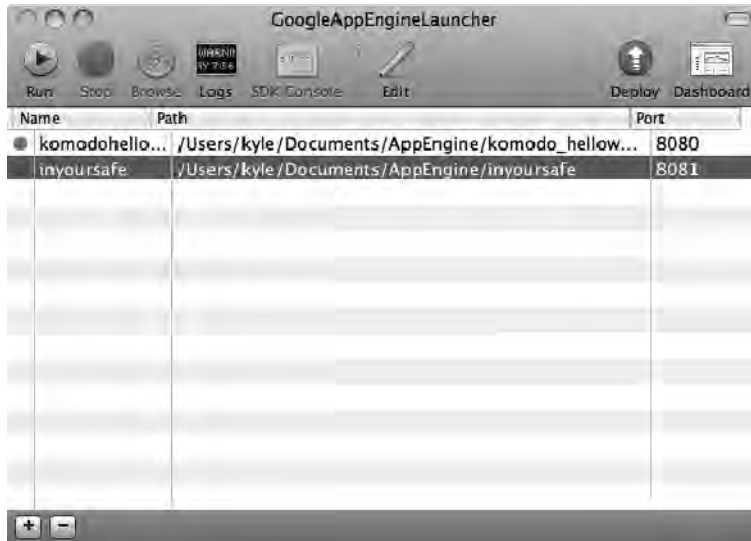 GoogleAppEngineLauncher
Run Stop Browse Logs SDK Console Edit Deploy Dashboard
Name Path Port
komodohello... /Users/kyle/Documents/AppEngine/komodo_hellow... 8080
inyoursafe /Users/kyle/Documents/AppEngine/inyoursafe 8081